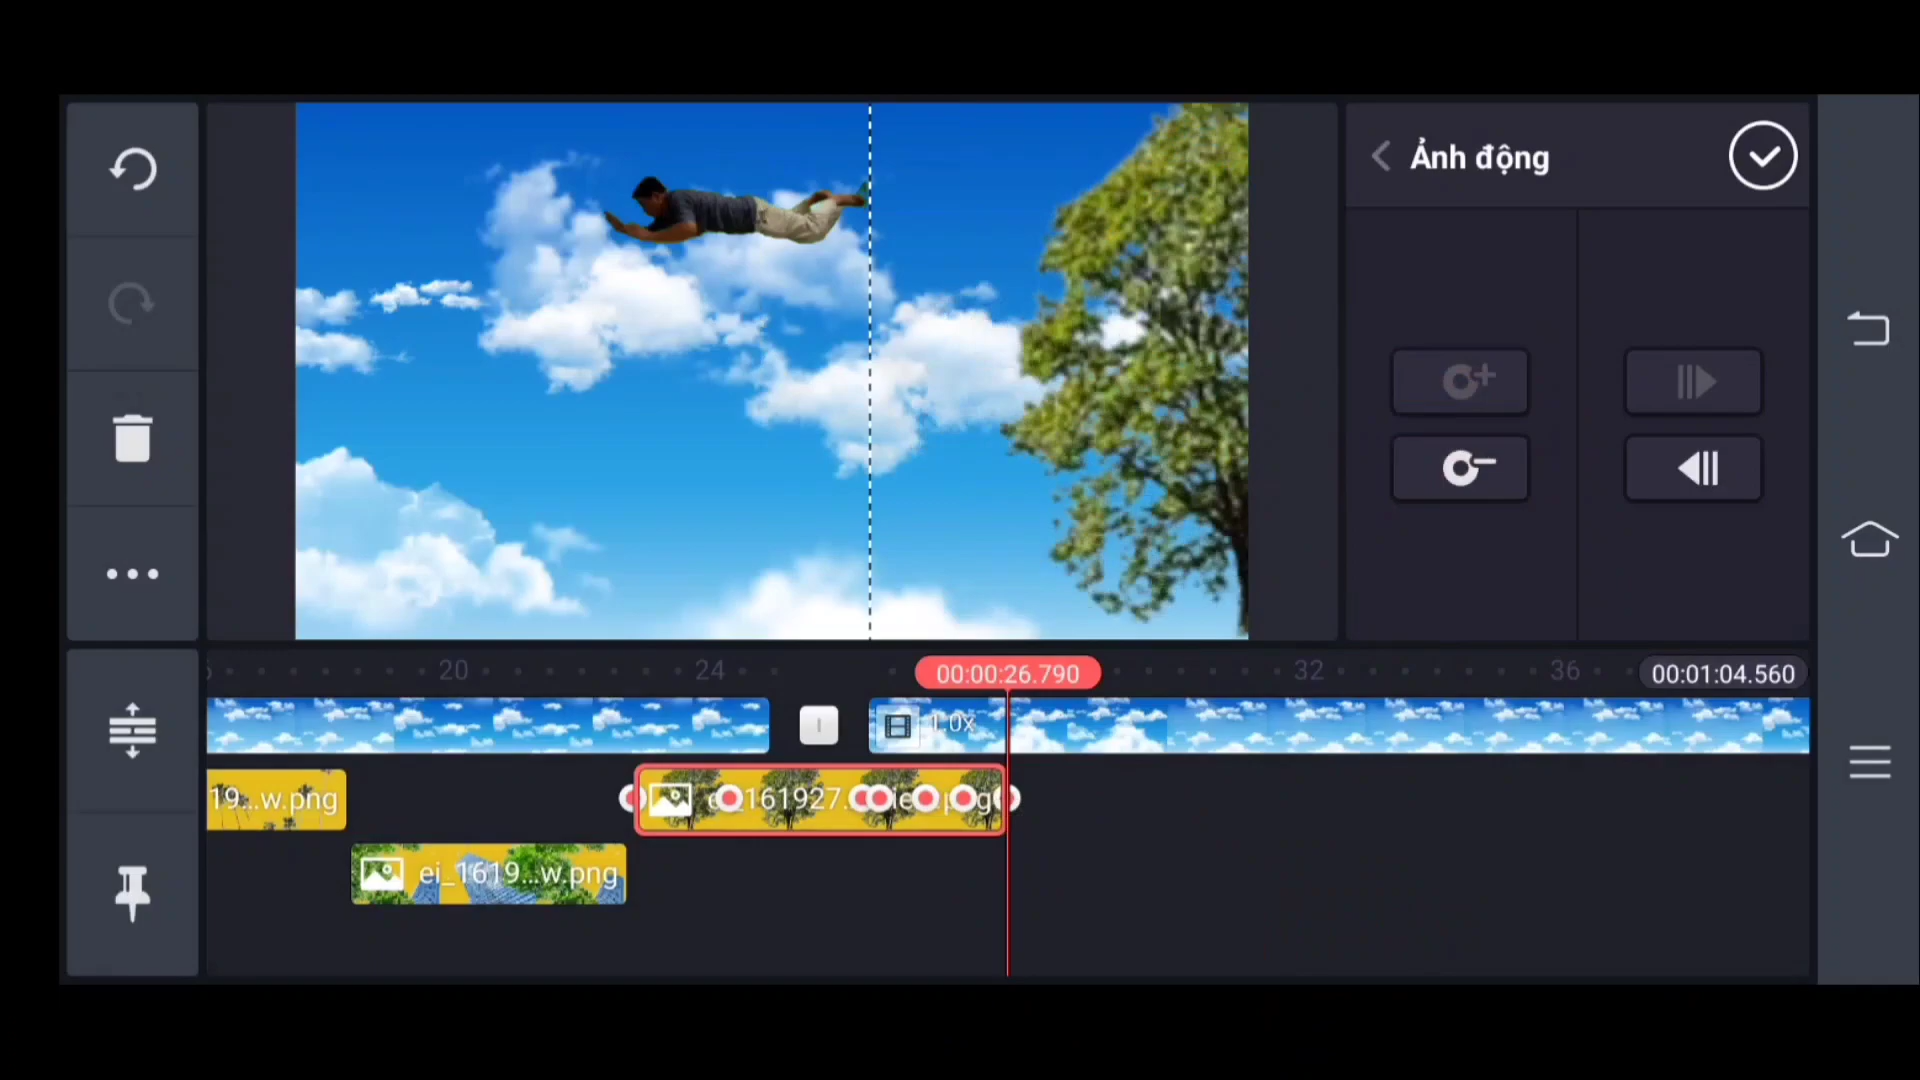 Ảnh động
20
24
00:00:26.790
32
36
00:01:04.560
1.0x
19...w.png
ei_1619...w.png